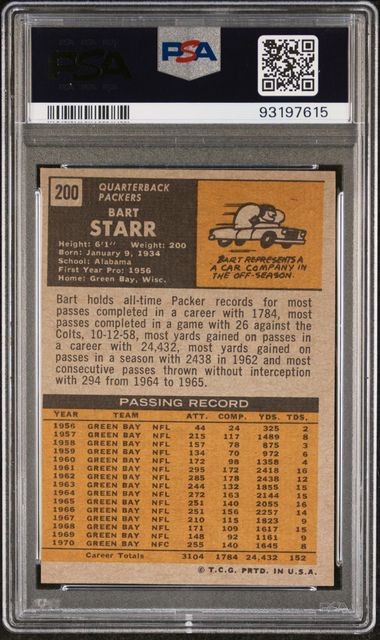 PSA
PSA
93197615
200
QUARTERBACK
PACKERS
BART
STARR
Height: 6'1" Weight: 200
Born: January 9, 1934
School: Alabama
First Year Pro: 1956
Home: Green Bay, Wisc.
BART REPRESENTS A
A CAR COMPANY IN
THE OFF-SEASON.
Bart holds all-time Packer records for most
passes completed in a career with 1784, most
passes completed in a game with 26 against the
Colts, 10-12-58, most yards gained on passes
in a career with 24,432, most yards gained on
passes in a season with 2438 in 1962 and most
consecutive passes thrown without interception
with 294 from 1964 to 1965.
PASSING RECORD
YEAR TEAM ATT. COMP. YDS. TDS.
1956 GREEN BAY NFL 44 24 325 2
1957 GREEN BAY NFL 215 117 1489 8
1958 GREEN BAY NFL 157 78 875 3
1959 GREEN BAY NFL 134 70 972 6
1960 GREEN BAY NFL 172 98 1358 4
1961 GREEN BAY NFL 295 172 2418 16
1962 GREEN BAY NFL 285 178 2438 12
1963 GREEN BAY NFL 244 132 1855 15
1964 GREEN BAY NFL 272 163 2144 15
1965 GREEN BAY NFL 251 140 2055 16
1966 GREEN BAY NFL 251 156 2257 14
1967 GREEN BAY NFL 210 115 1823 9
1968 GREEN BAY NFL 171 109 1617 15
1969 GREEN BAY NFL 148 92 1161 9
1970 GREEN BAY NFC 255 140 1645 8
Career Totals 3104 1784 24,432 152
© T.C.G. PRTD. IN U.S.A.